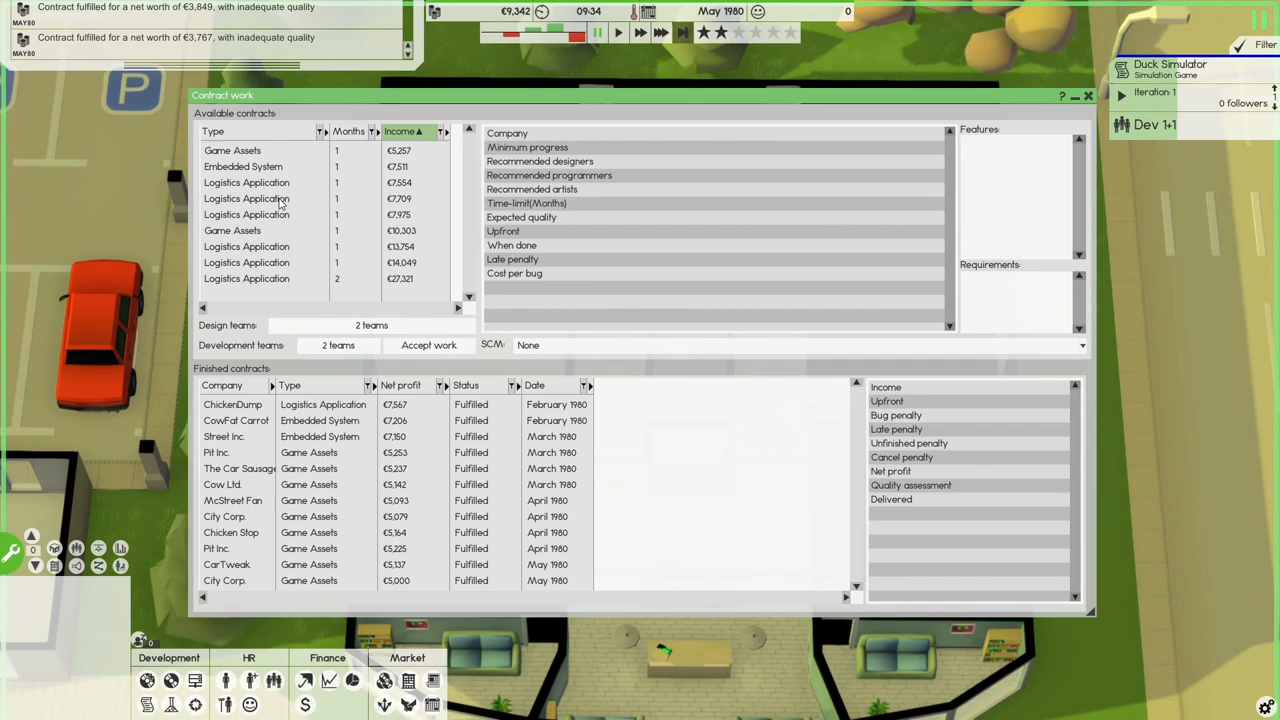 Contract fulfilled for a net worth of €3,849, with inadequate quality
MAY80
Contract fulfilled for a net worth of €3,767, with inadequate quality
MAY80
€9,342 09:34 May 1980 0
Filter
Duck Simulator
Simulation Game
Iteration 1
1
0 followers
Dev 1+1
P
Contract work ?
Available contracts:
Type Months Income▲
Game Assets 1 €5,257
Embedded System 1 €7,511
Logistics Application 1 €7,554
Logistics Application 1 €7,709
Logistics Application 1 €7,975
Game Assets 1 €10,303
Logistics Application 1 €13,754
Logistics Application 1 €14,049
Logistics Application 2 €27,321
Company
Minimum progress
Recommended designers
Recommended programmers
Recommended artists
Time-limit(Months)
Expected quality
Upfront
When done
Late penalty
Cost per bug
Features:
Requirements:
Design teams: 2 teams
Development teams: 2 teams Accept work SCM: None
Finished contracts:
Company Type Net profit Status Date
ChickenDump Logistics Application €7,567 Fulfilled February 1980
CowFat Carrot Embedded System €7,206 Fulfilled February 1980
Street Inc. Embedded System €7,150 Fulfilled March 1980
Pit Inc. Game Assets €5,253 Fulfilled March 1980
The Car Sausage Game Assets €5,237 Fulfilled March 1980
Cow Ltd. Game Assets €5,142 Fulfilled March 1980
McStreet'Fan Game Assets €5,093 Fulfilled April 1980
City Corp. Game Assets €5,079 Fulfilled April 1980
Chicken Stop Game Assets €5,164 Fulfilled April 1980
Pit Inc. Game Assets €5,225 Fulfilled April 1980
CarTweak Game Assets €5,137 Fulfilled May 1980
City Corp. Game Assets €5,000 Fulfilled May 1980
Income
Upfront
Bug penalty
Late penalty
Unfinished penalty
Cancel penalty
Net profit
Quality assessment
Delivered
0
0
Development HR Finance Market
$